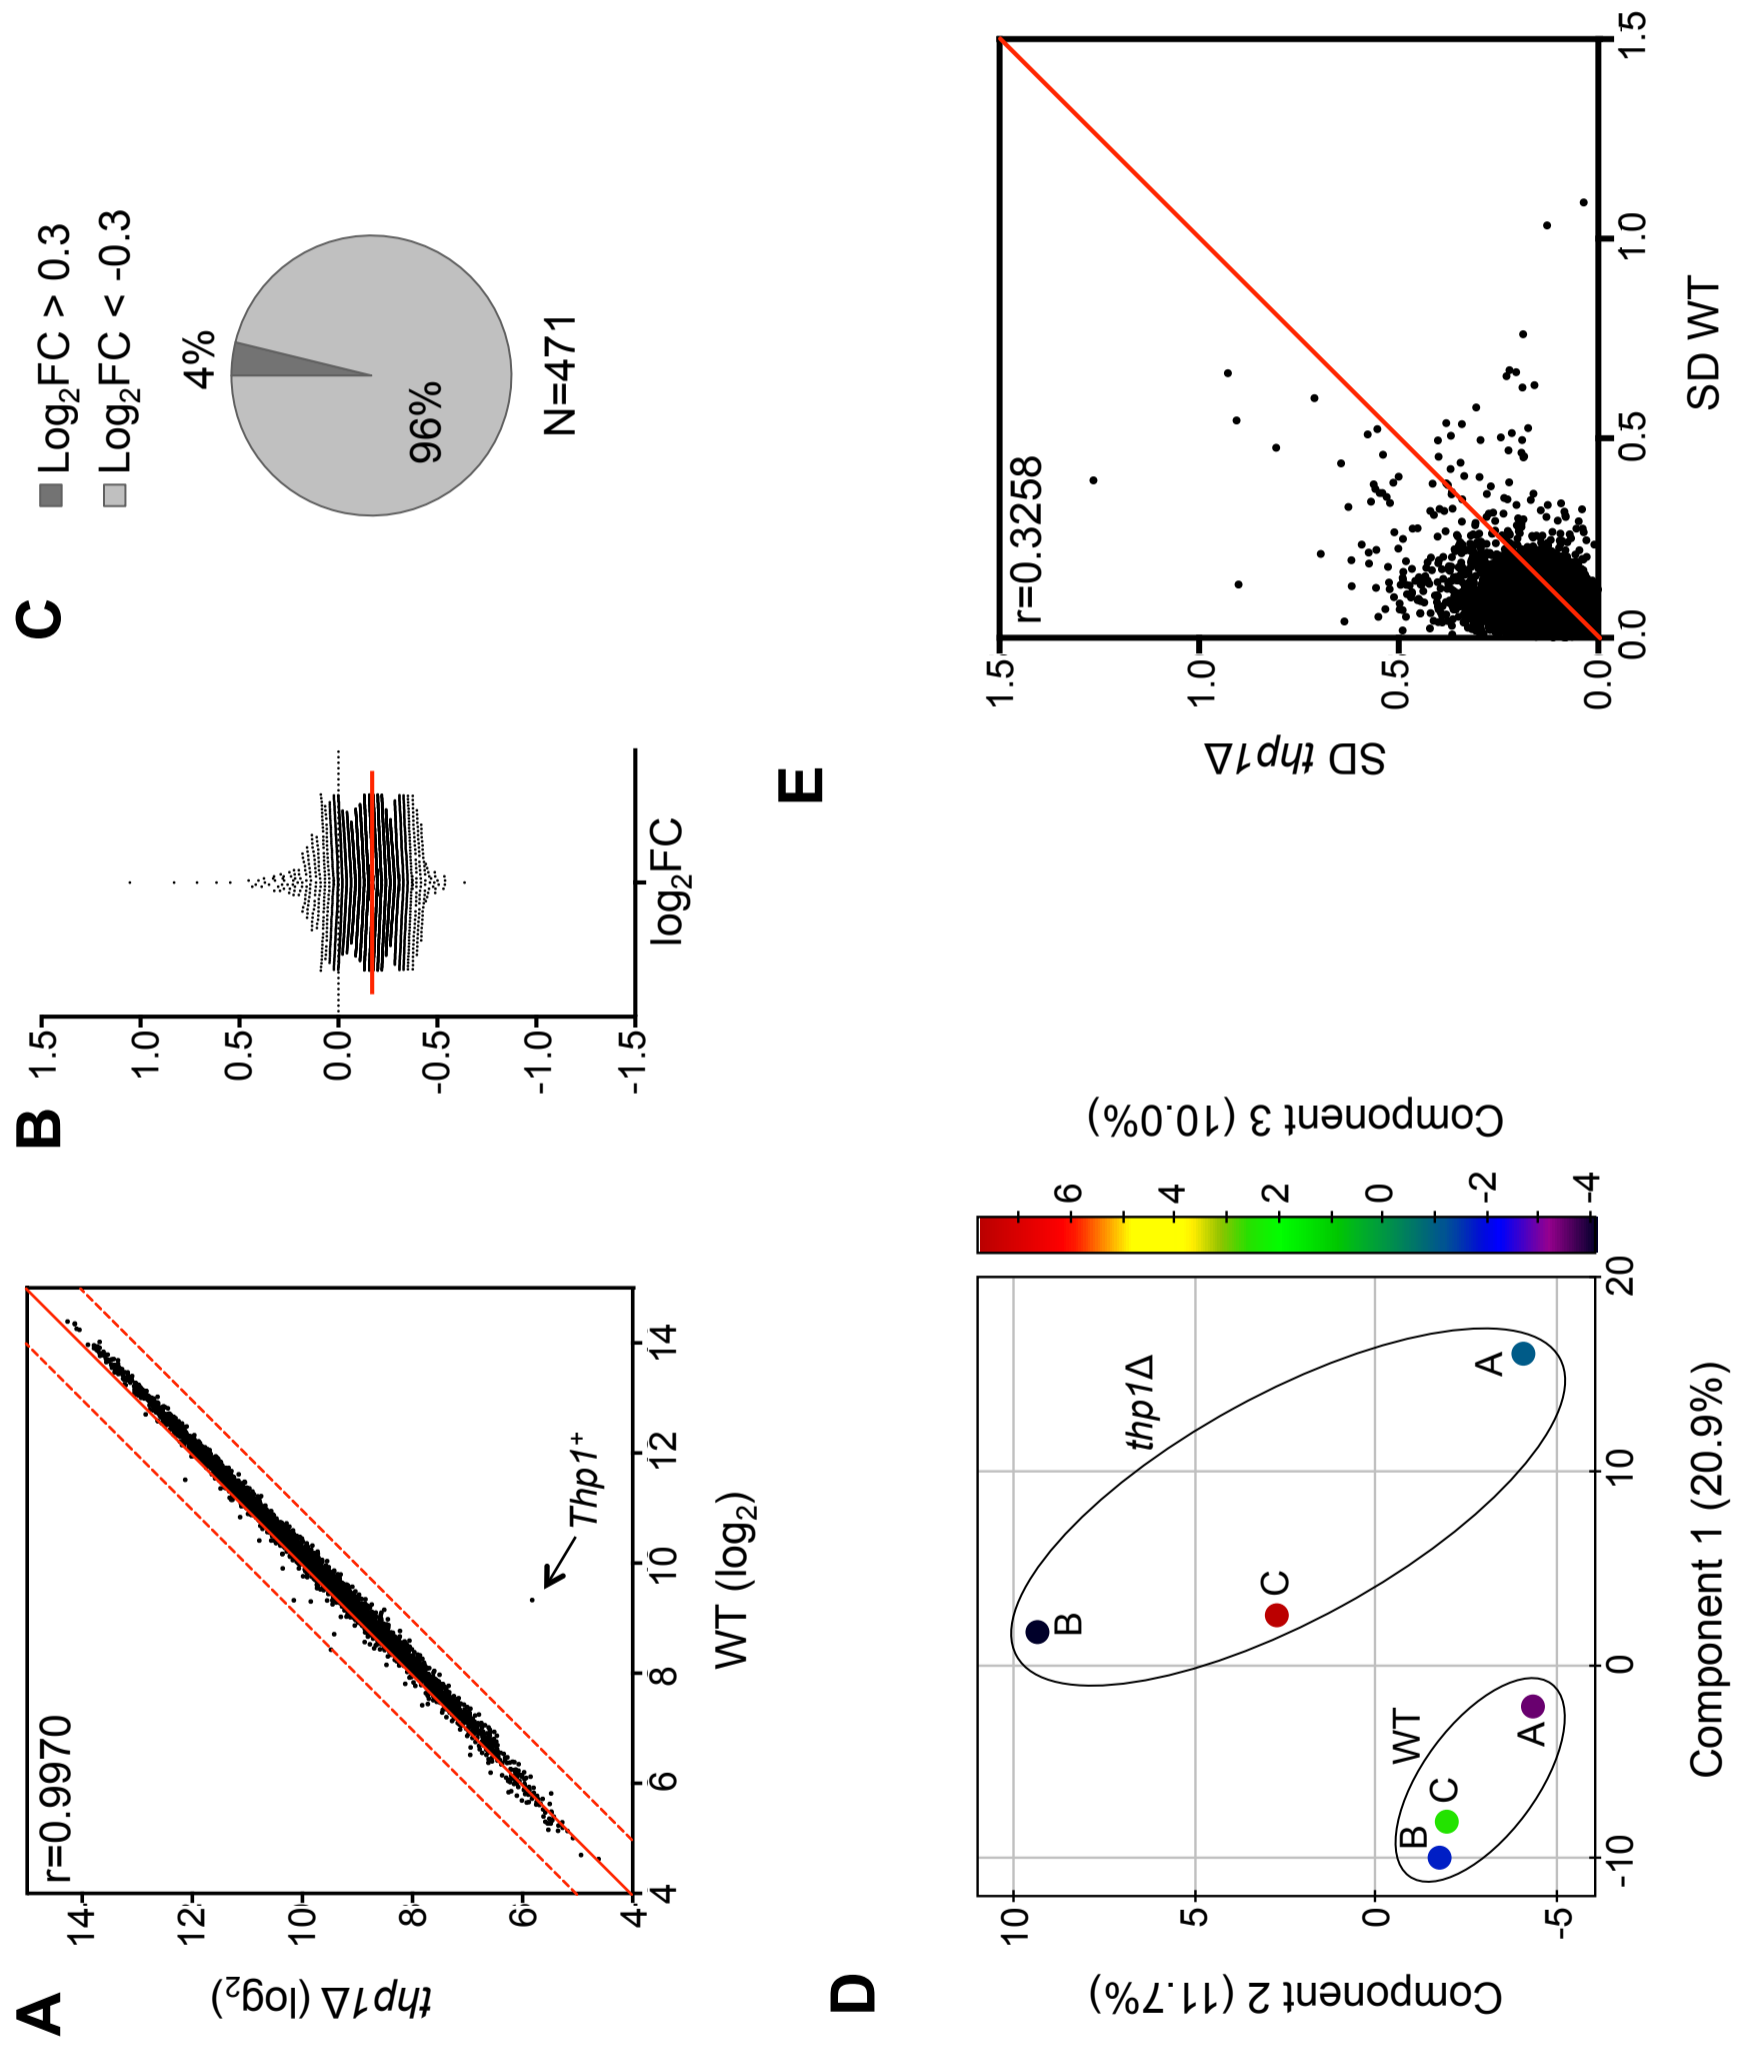 A
r=0.9970
thp1Δ (log2)
14
12
10
8
6
4
4
6
8
10
12
14
Thp1+
WT (log2)
B
1.5
1.0
0.5
0.0
-0.5
-1.0
-1.5
log2FC
C
Log2FC > 0.3
Log2FC < -0.3
4%
96%
N=471
D
Component 2 (11.7%)
10
5
0
-5
-10
0
10
20
Component 1 (20.9%)
WT
B
C
A
thp1Δ
B
C
A
6
4
2
0
-2
-4
Component 3 (10.0%)
E
r=0.3258
SD thp1Δ
1.5
1.0
0.5
0.0
0.0
0.5
1.0
1.5
SD WT